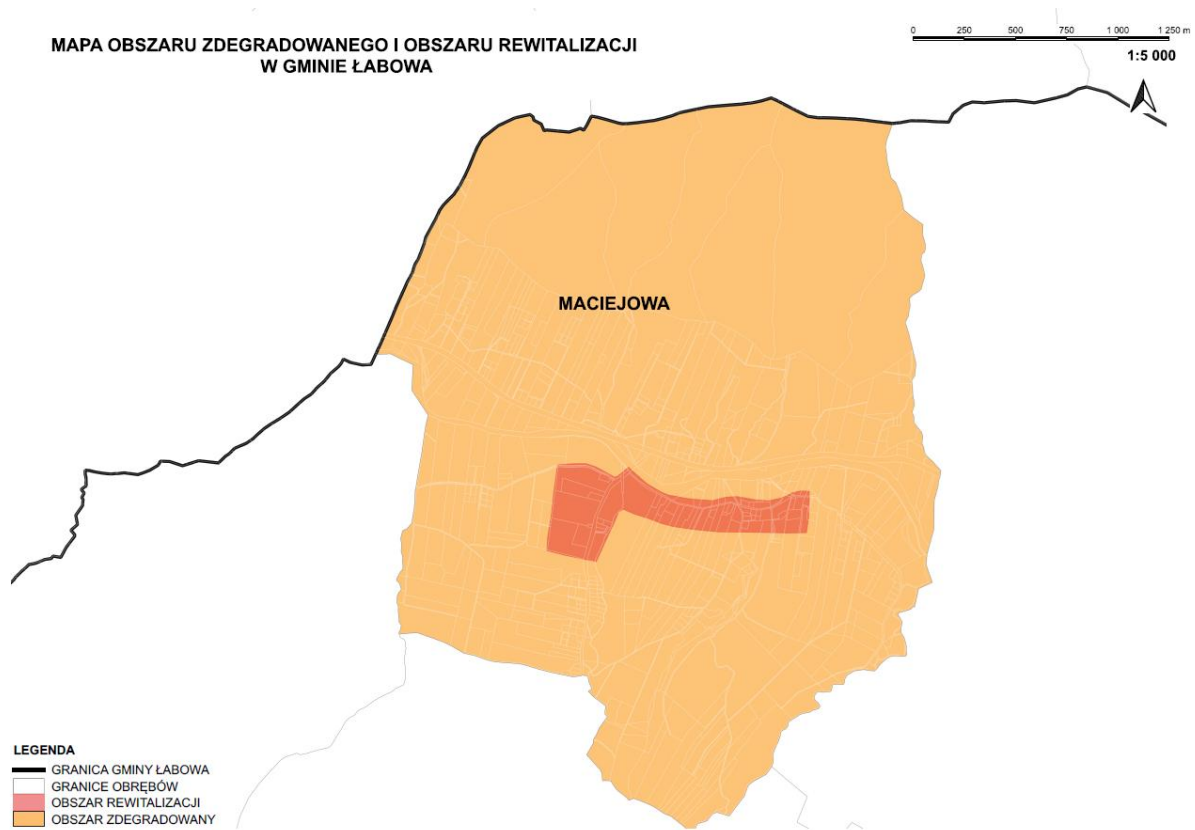 MAPA OBSZARU ZDEGRADOWANEGO I OBSZARU REWITALIZACJI
W GMINIE ŁABOWA
0 250 500 750 1 000 1 250 m
1:5 000
MACIEJOWA
LEGENDA
GRANICA GMINY ŁABOWA
GRANICE OBRĘBÓW
OBSZAR REWITALIZACJI
OBSZAR ZDEGRADOWANY